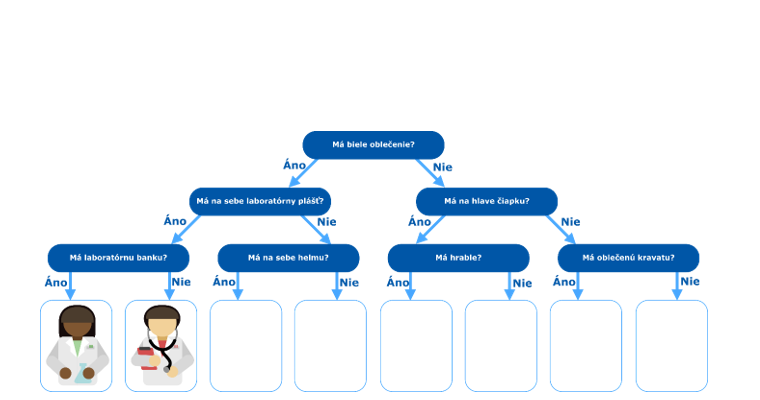 Má biele oblečenie?
Áno
Nie
Má na sebe laboratórny plášť?
Má na hlave čiapku?
Áno
Nie
Áno
Nie
Má laboratórnu banku?
Má na sebe helmu?
Má hrable?
Má oblečenú kravatu?
Áno
Nie
Áno
Nie
Áno
Nie
Áno
Nie